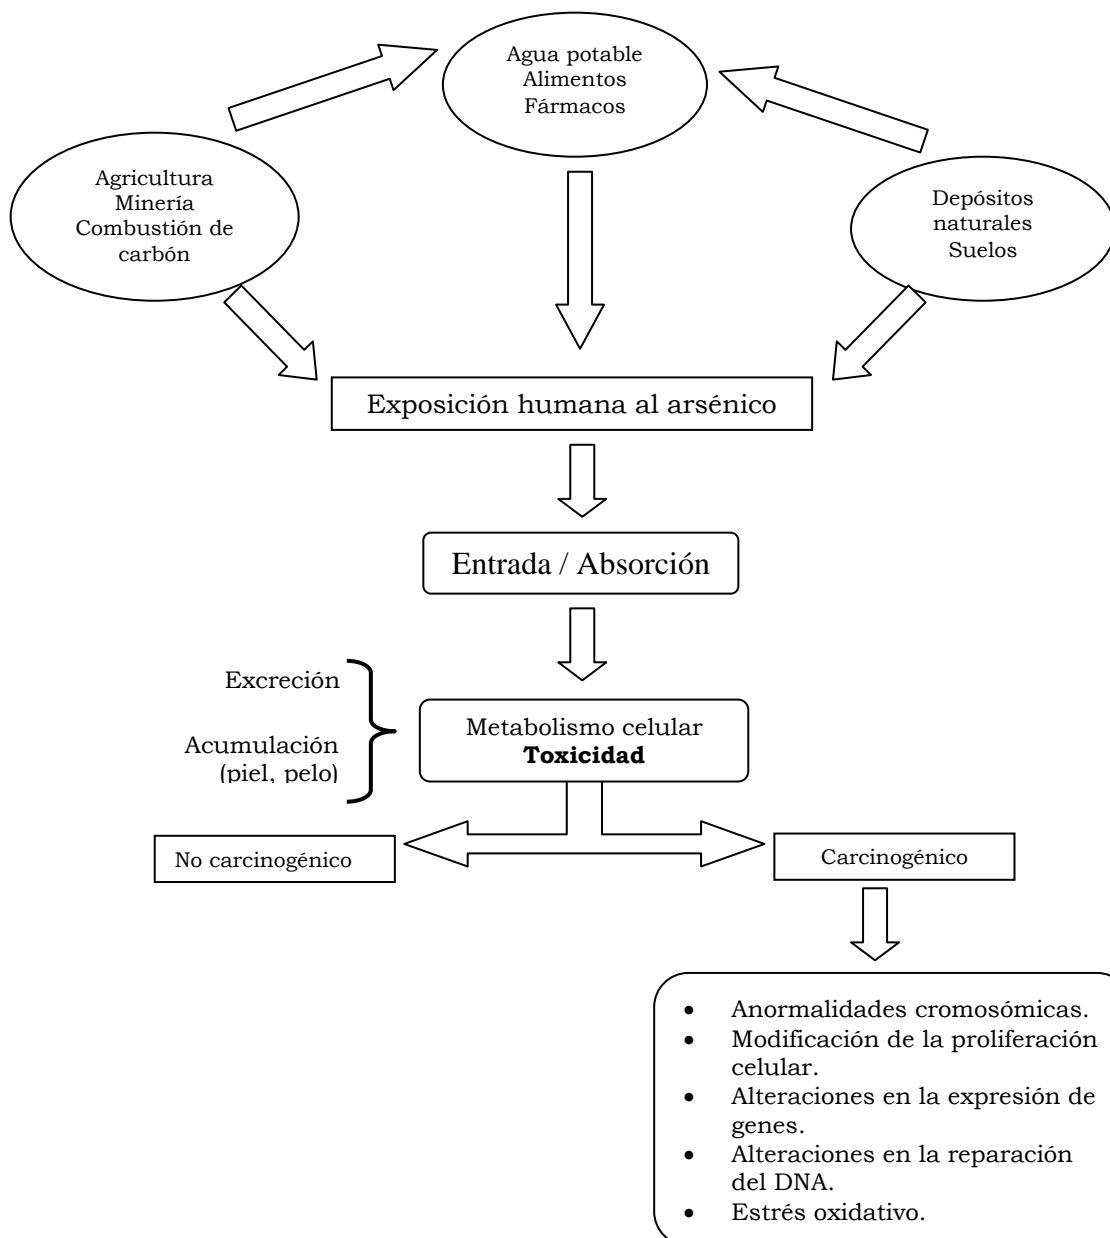 Agua potable
Alimentos
Fármacos
Agricultura
Minería
Combustión de
carbón
Depósitos
naturales
Suelos
Exposición humana al arsénico
Entrada / Absorción
Excreción
Acumulación
(piel, pelo)
Metabolismo celular
Toxicidad
No carcinogénico
Carcinogénico
• Anormalidades cromosómicas.
• Modificación de la proliferación
celular.
• Alteraciones en la expresión de
genes.
• Alteraciones en la reparación
del DNA.
• Estrés oxidativo.